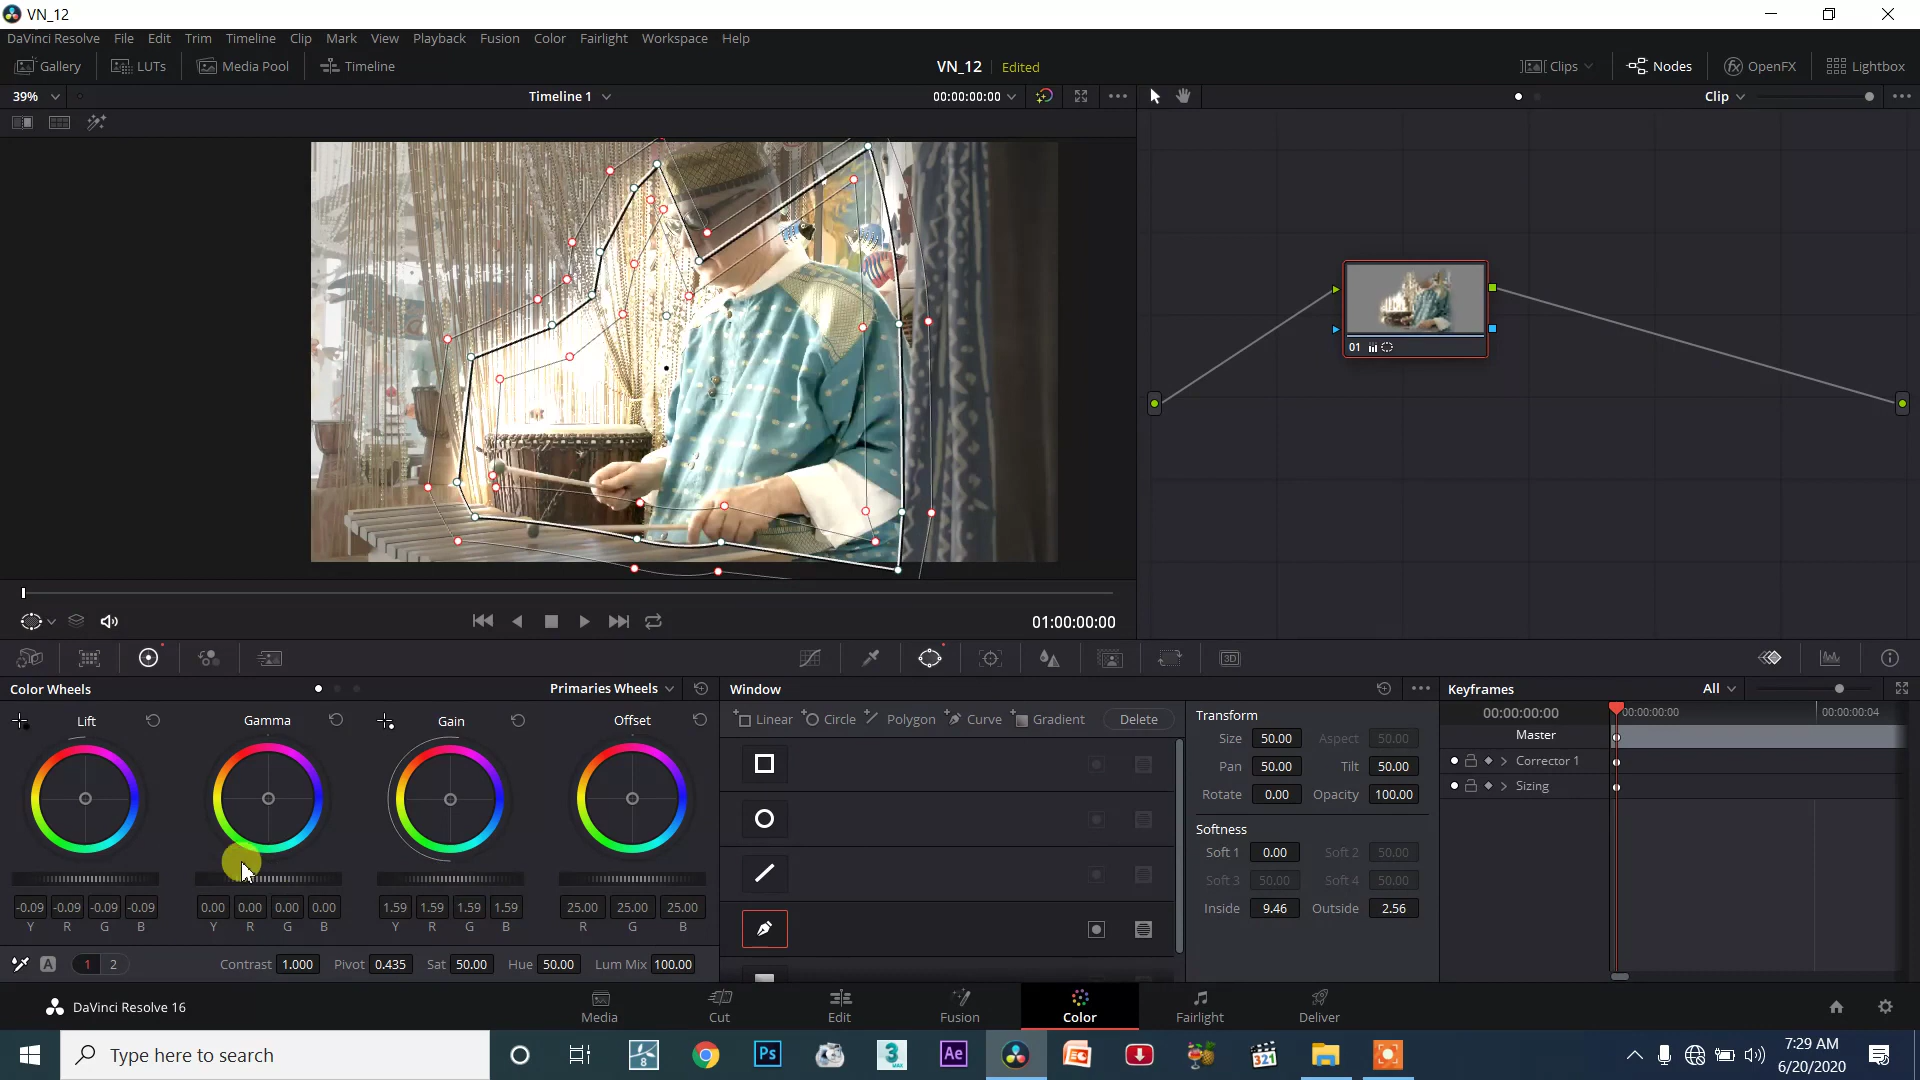 VN_12
DaVinci Resolve File Edit Trim Timeline Clip Mark View Playback Fusion Color Fairlight Workspace Help
Gallery LUTs Media Pool Timeline VN_12 Edited Clips Nodes OpenFX Lightbox
39% Timeline 1 00:00:00:00 Clip
01
01:00:00:00
3D
Color Wheels Primaries Wheels Window Keyframes All
Lift Gamma Gain Offset
Linear Circle Polygon Curve Gradient Delete
Transform
Size 50.00 Aspect 50.00
Pan 50.00 Tilt 50.00
Rotate 0.00 Opacity 100.00
Softness
Soft 1 0.00 Soft 2 50.00
Soft 3 50.00 Soft 4 50.00
Inside 9.46 Outside 2.56
00:00:00:00 00:00:00:00 00:00:00:04
Master
Corrector 1
Sizing
-0.09 -0.09 -0.09 -0.09 0.00 0.00 0.00 0.00 1.59 1.59 1.59 1.59 25.00 25.00 25.00
Y R G B Y R G B Y R G B R G B
A 1 2 Contrast 1.000 Pivot 0.435 Sat 50.00 Hue 50.00 Lum Mix 100.00
DaVinci Resolve 16 Media Cut Edit Fusion Color Fairlight Deliver
Type here to search
8 Ps 3 Ae 321
7:29 AM
6/20/2020